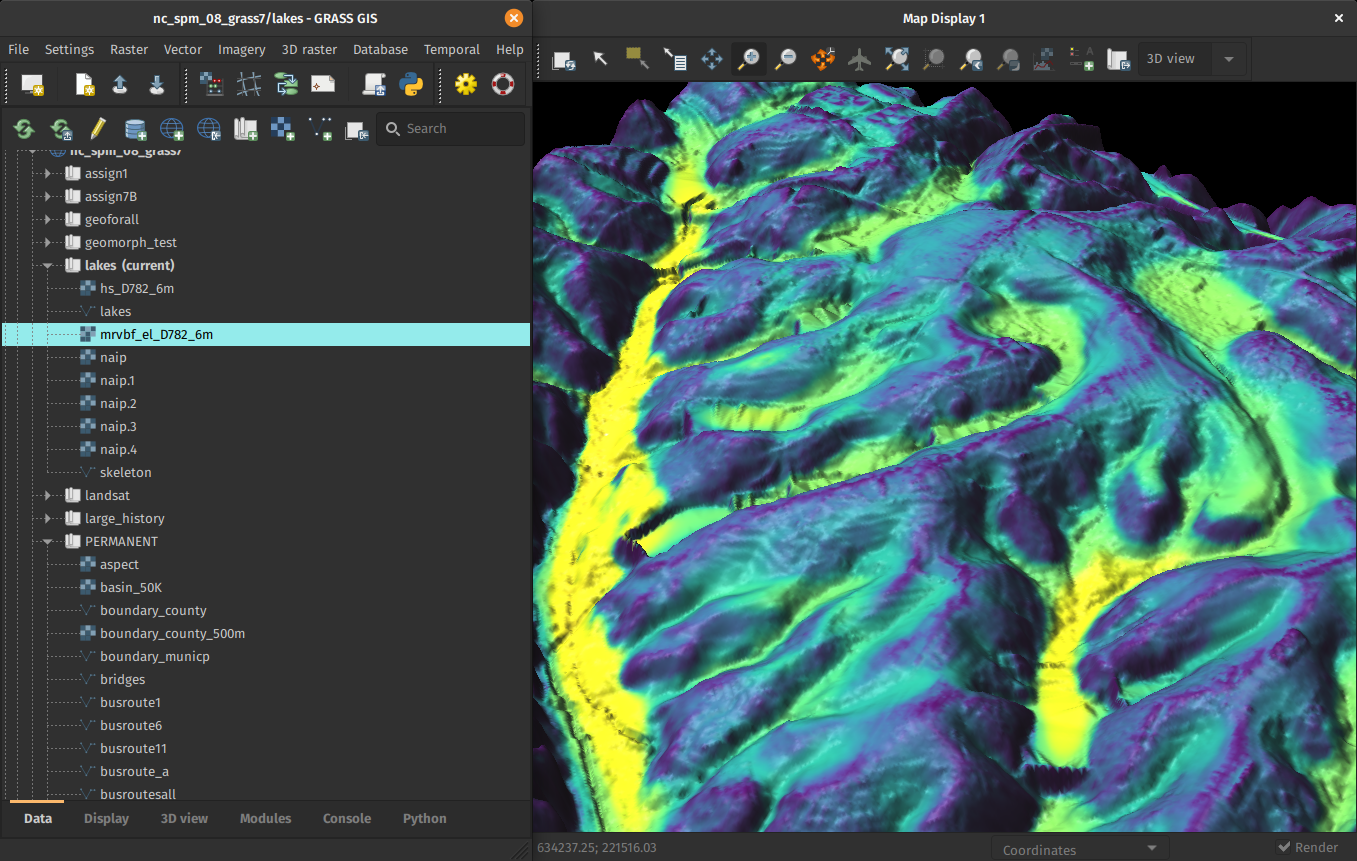 nc_spm_08_grass7/lakes - GRASS GIS
File Settings Raster Vector Imagery 3D raster Database Temporal Help
Search
nc_spm_08_grass7
assign1
assign7B
geoforall
geomorph_test
lakes (current)
hs_D782_6m
lakes
mrvbf_el_D782_6m
naip
naip.1
naip.2
naip.3
naip.4
skeleton
landsat
large_history
PERMANENT
aspect
basin_50K
boundary_county
boundary_county_500m
boundary_municp
bridges
busroute1
busroute6
busroute11
busroute_a
busroutesall
Data Display 3D view Modules Console Python
Map Display 1
3D view
634237.25; 221516.03
Coordinates
Render